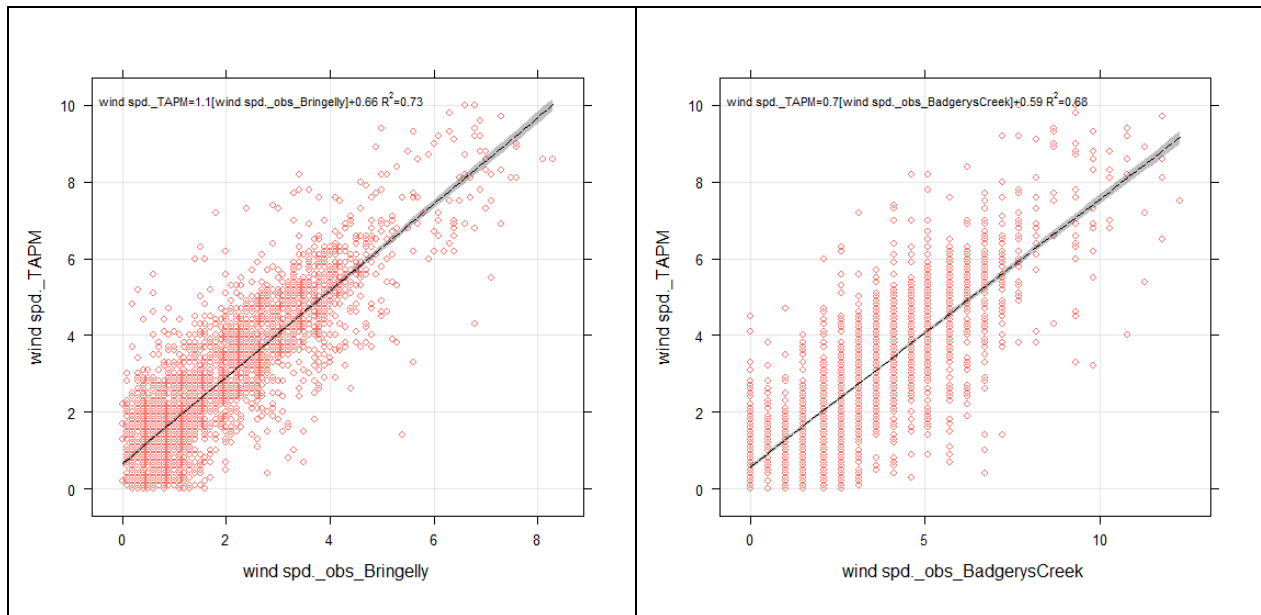 wind spd._TAPM=1.1[wind spd._obs_Bringelly]+0.66 R²=0.73
10
8
6
4
2
0
wind spd._TAPM
0 2 4 6 8
wind spd._obs_Bringelly
wind spd._TAPM=0.7[wind spd._obs_BadgerysCreek]+0.59 R²=0.68
10
8
6
4
2
0
wind spd._TAPM
0 5 10
wind spd._obs_BadgerysCreek